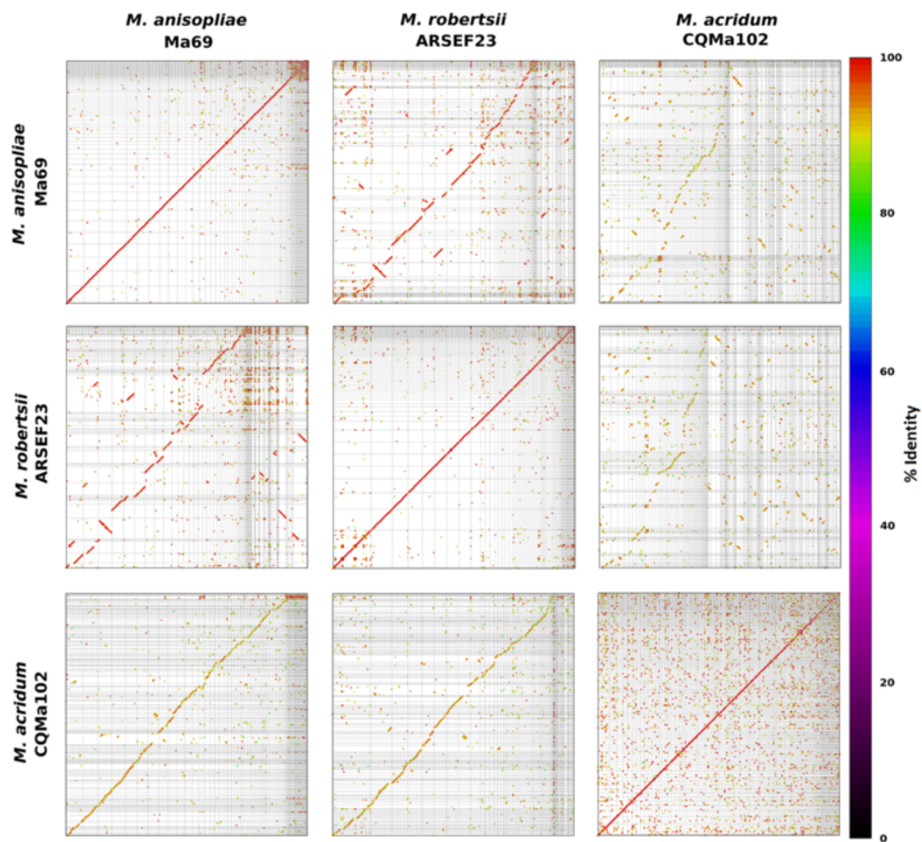 M. anisopliae
Ma69
M. robertsii
ARSEF23
M. acridum
CQMa102
M. anisopliae
Ma69
M. robertsii
ARSEF23
M. acridum
CQMa102
100
80
60
40
20
0
% Identity